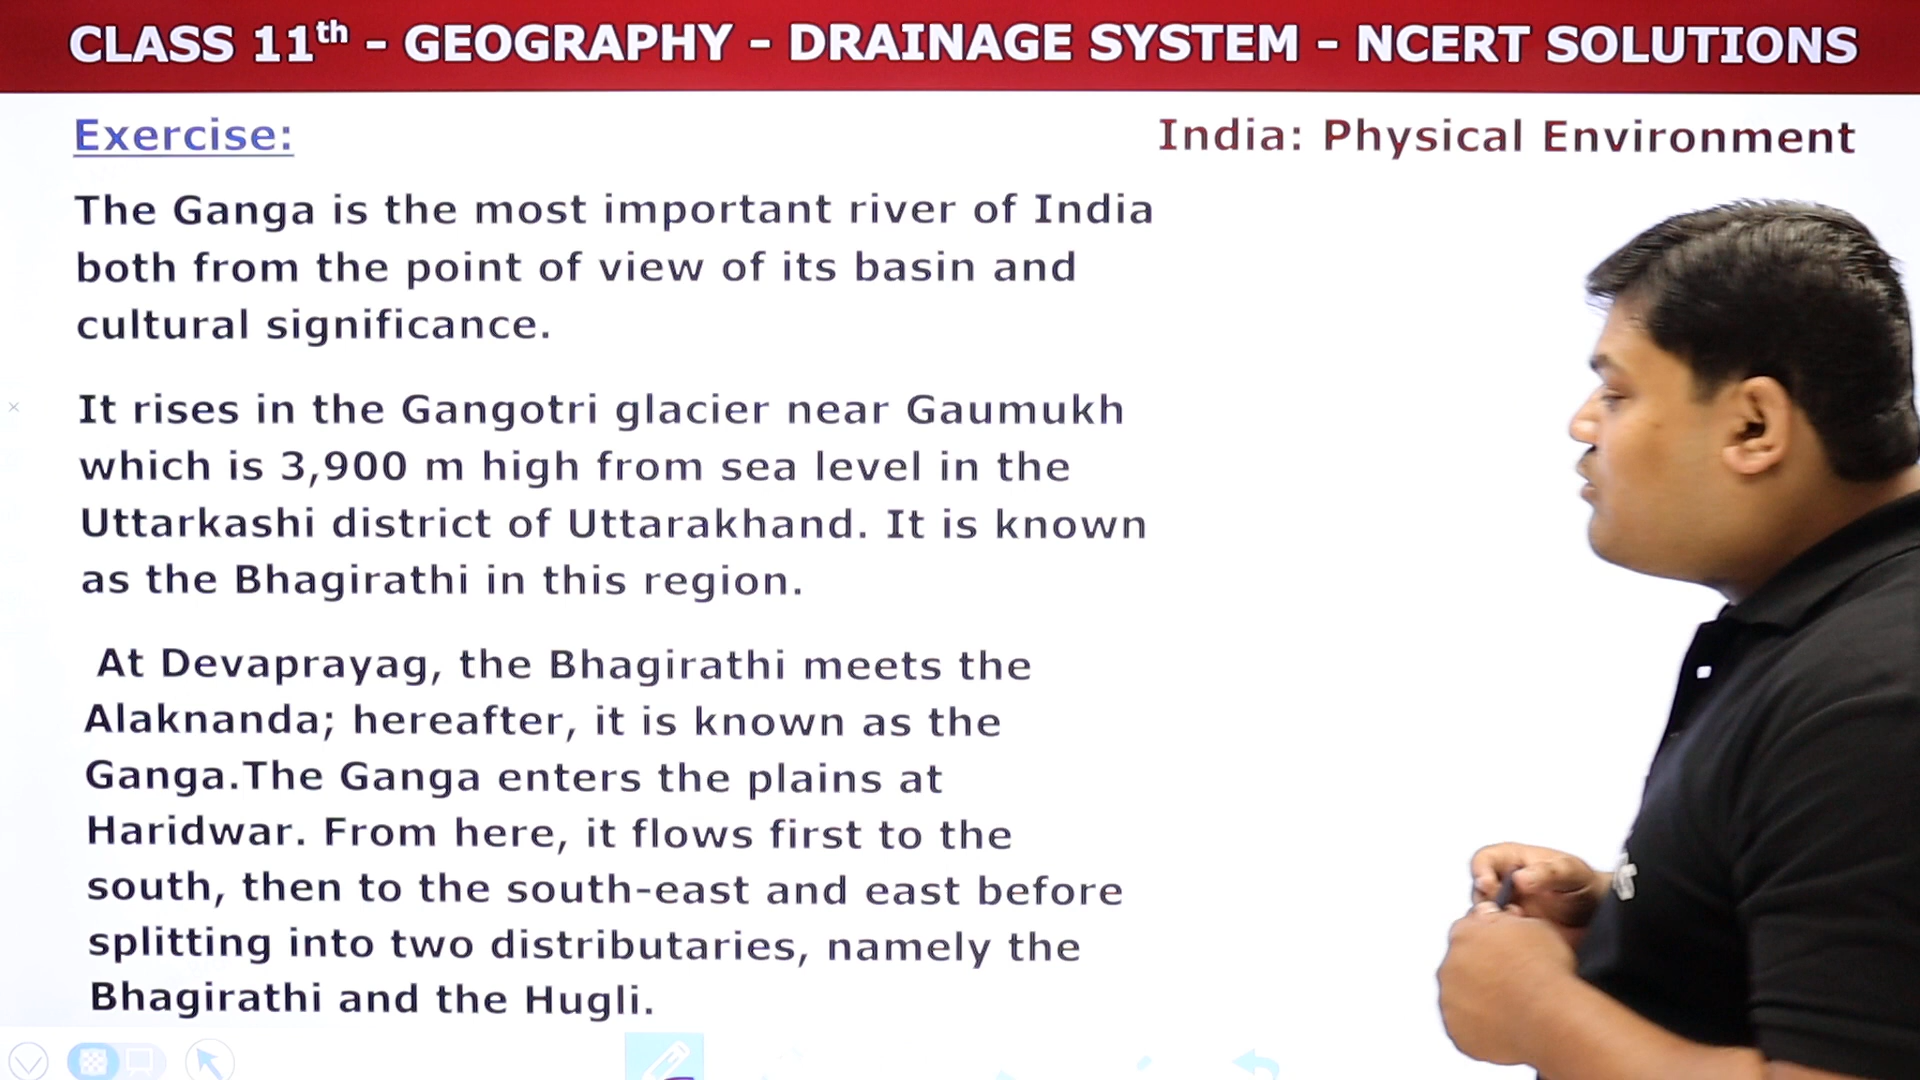 CLASS 11th - GEOGRAPHY - DRAINAGE SYSTEM - NCERT SOLUTIONS
Exercise:
India: Physical Environment
The Ganga is the most important river of India
both from the point of view of its basin and
cultural significance.
It rises in the Gangotri glacier near Gaumukh
which is 3,900 m high from sea level in the
Uttarkashi district of Uttarakhand. It is known
as the Bhagirathi in this region.
At Devaprayag, the Bhagirathi meets the
Alaknanda; hereafter, it is known as the
Ganga.The Ganga enters the plains at
Haridwar. From here, it flows first to the
south, then to the south-east and east before
splitting into two distributaries, namely the
Bhagirathi and the Hugli.